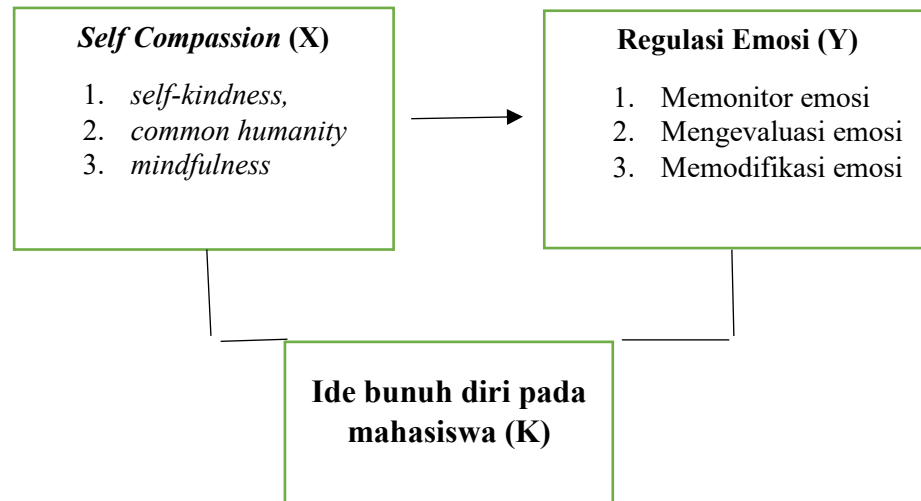 Self Compassion (X)
1. self-kindness,
2. common humanity
3. mindfulness
Regulasi Emosi (Y)
1. Memonitor emosi
2. Mengevaluasi emosi
3. Memodifikasi emosi
Ide bunuh diri pada
mahasiswa (K)